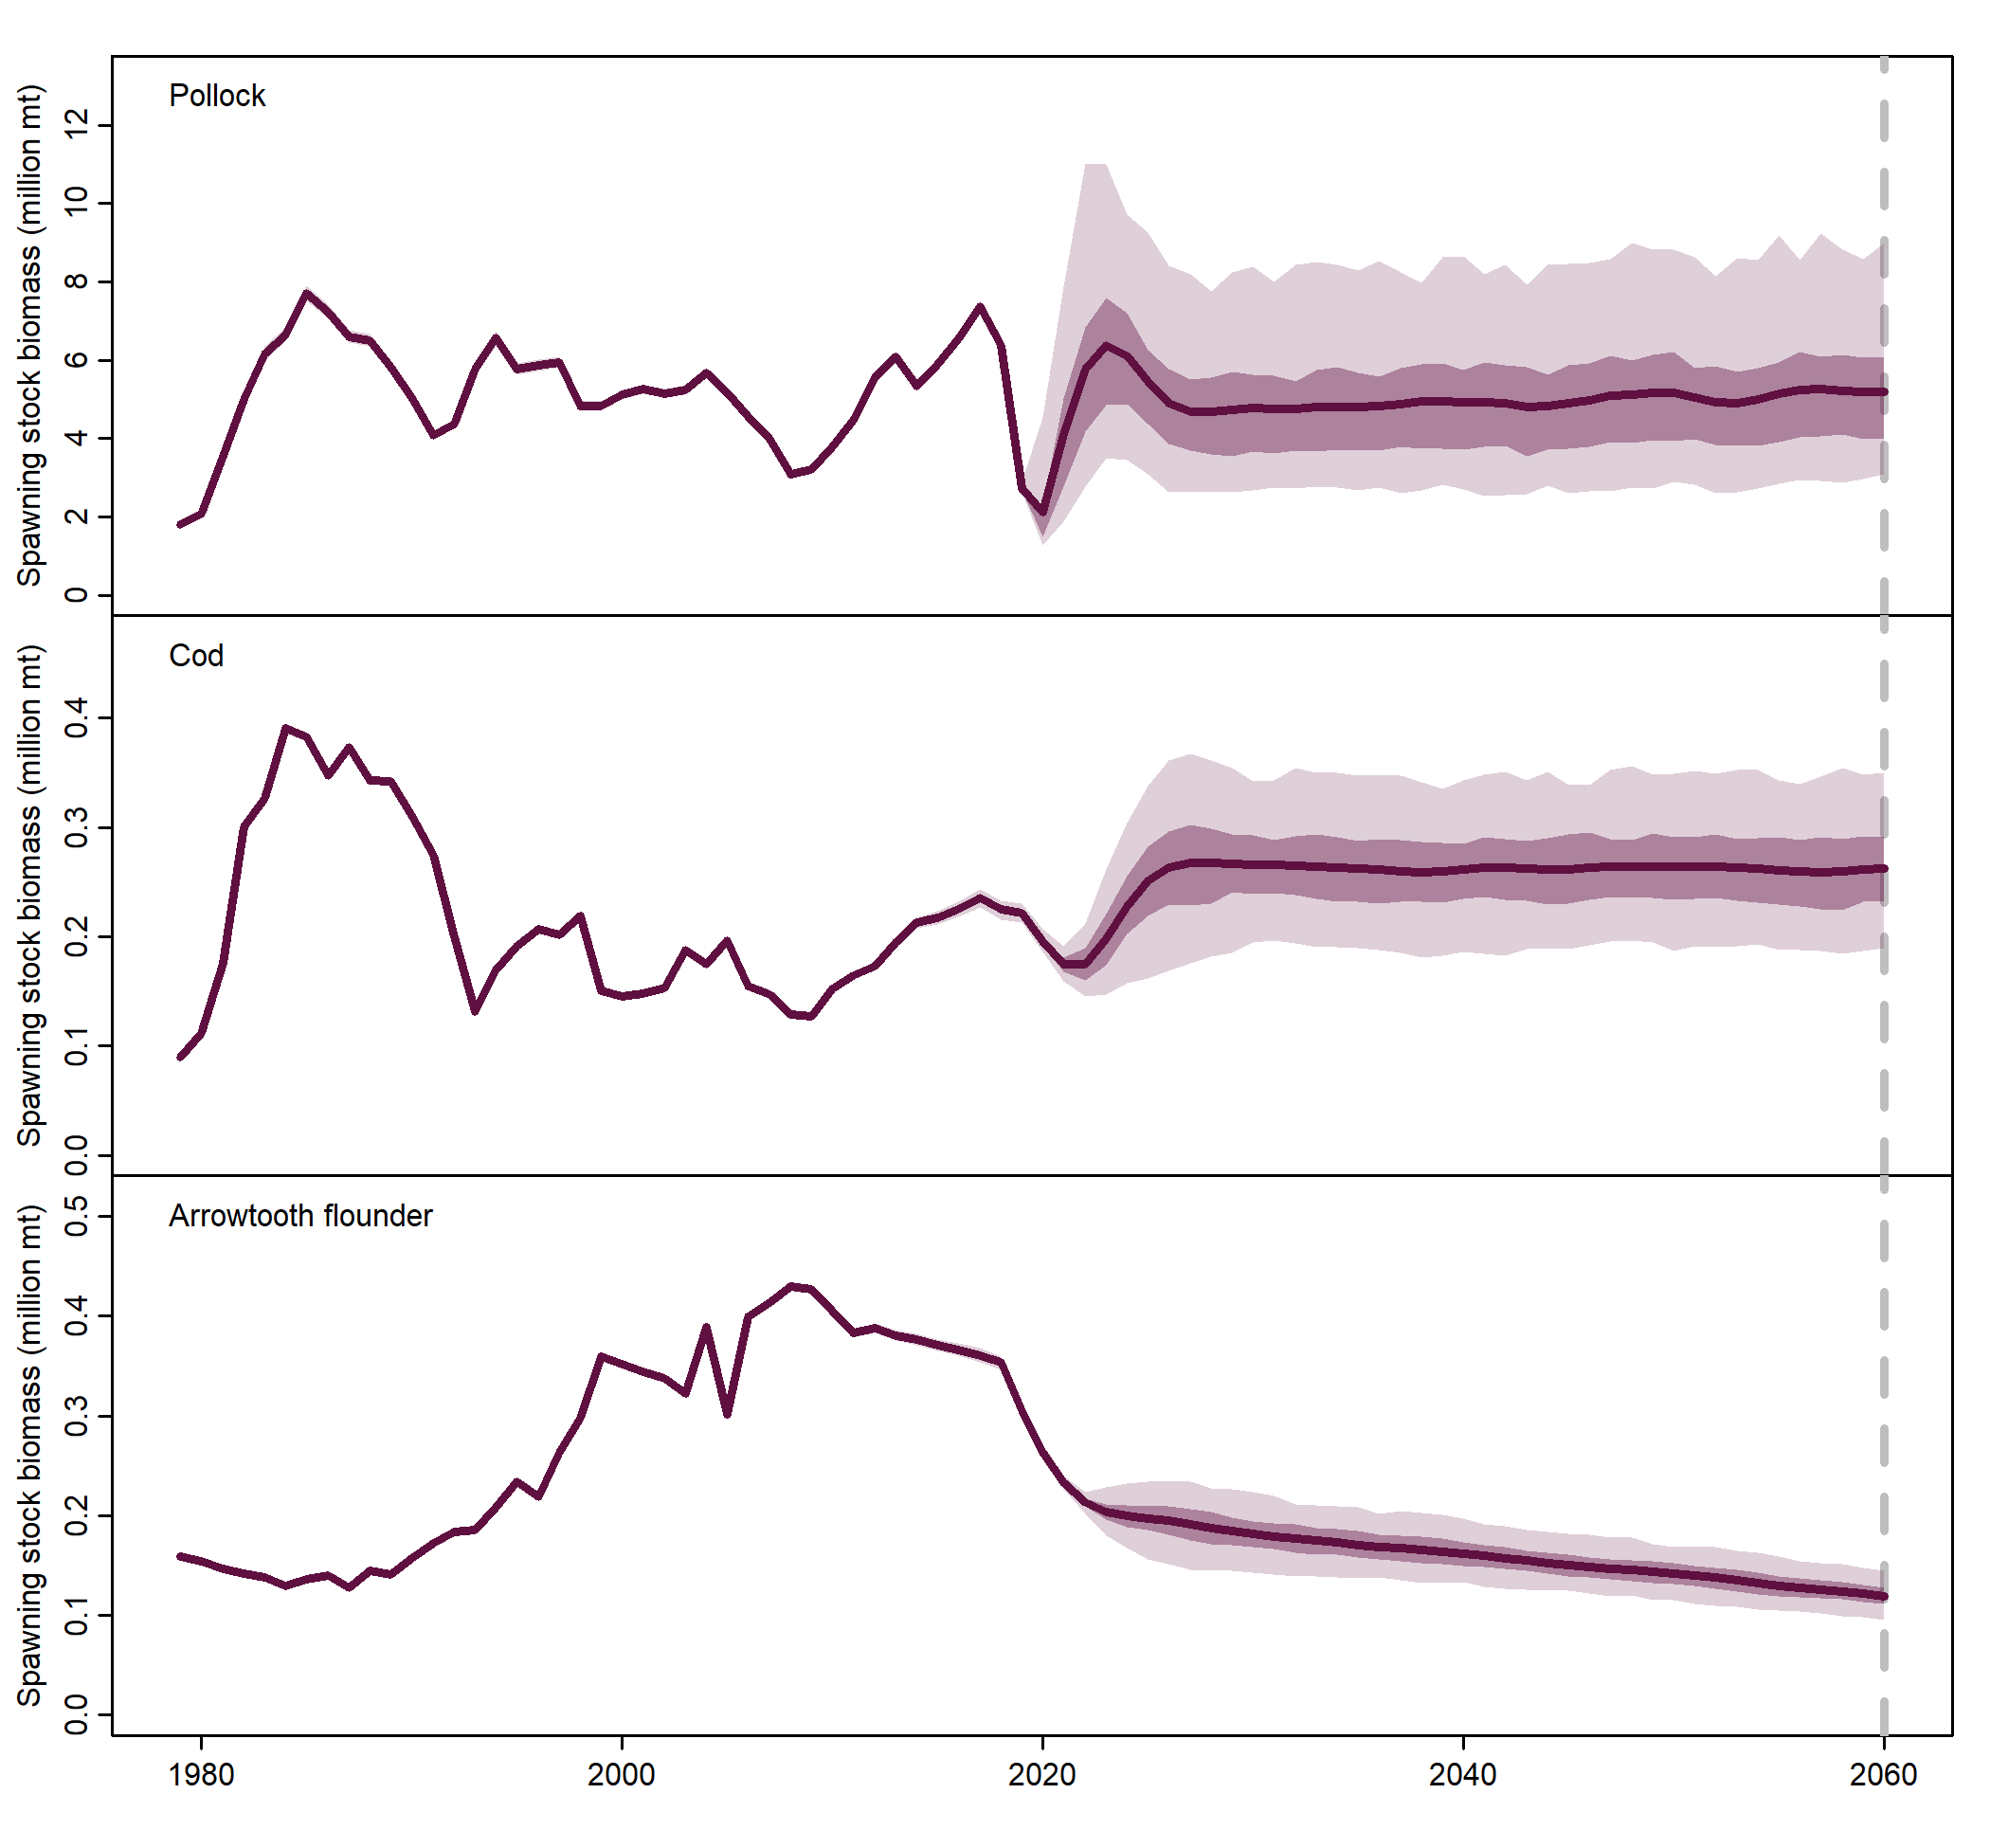 Pollock
Spawning stock biomass (million mt)
12
10
8
6
4
2
0
Cod
Spawning stock biomass (million mt)
0.4
0.3
0.2
0.1
0.0
Arrowtooth flounder
Spawning stock biomass (million mt)
0.5
0.4
0.3
0.2
0.1
0.0
1980 2000 2020 2040 2060